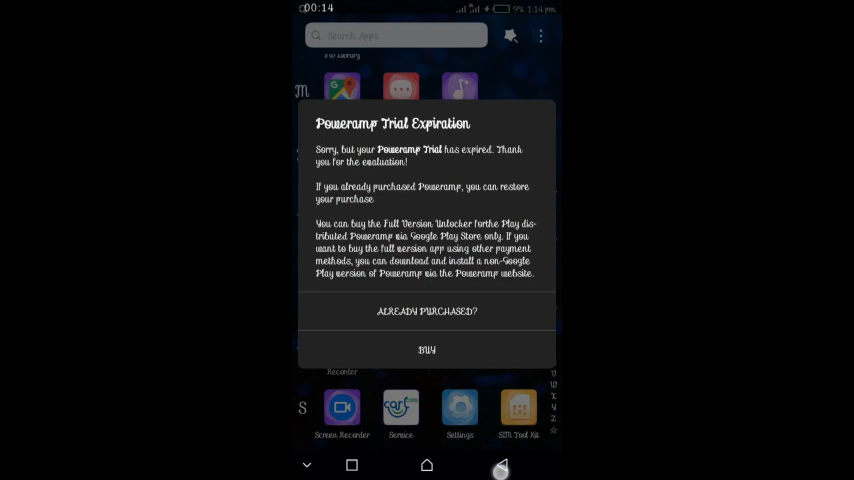 00:14
9% 1:14 pm
Search Apps
M
Poweramp Trial Expiration
Sorry, but your Poweramp Trial has expired. Thank
you for the evaluation!
If you already purchased Poweramp, you can restore
your purchase
You can buy the Full Version Unlocker forthe Play dis-
tributed Poweramp via Google Play Store only. If you
want to buy the full version app using other payment
methods, you can download and install a non-Google
Play version of Poweramp via the Poweramp website.
ALREADY PURCHASED?
BUY
Recorder
V
W
X
Y
Z
S
carlcare
Screen Recorder
Service
Settings
SIM Tool Kit